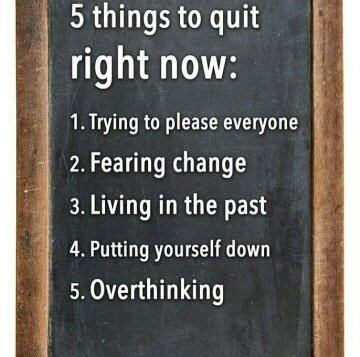 5 things to quit
right now:
1. Trying to please everyone
2. Fearing change
3. Living in the past
4. Putting yourself down
5. Overthinking